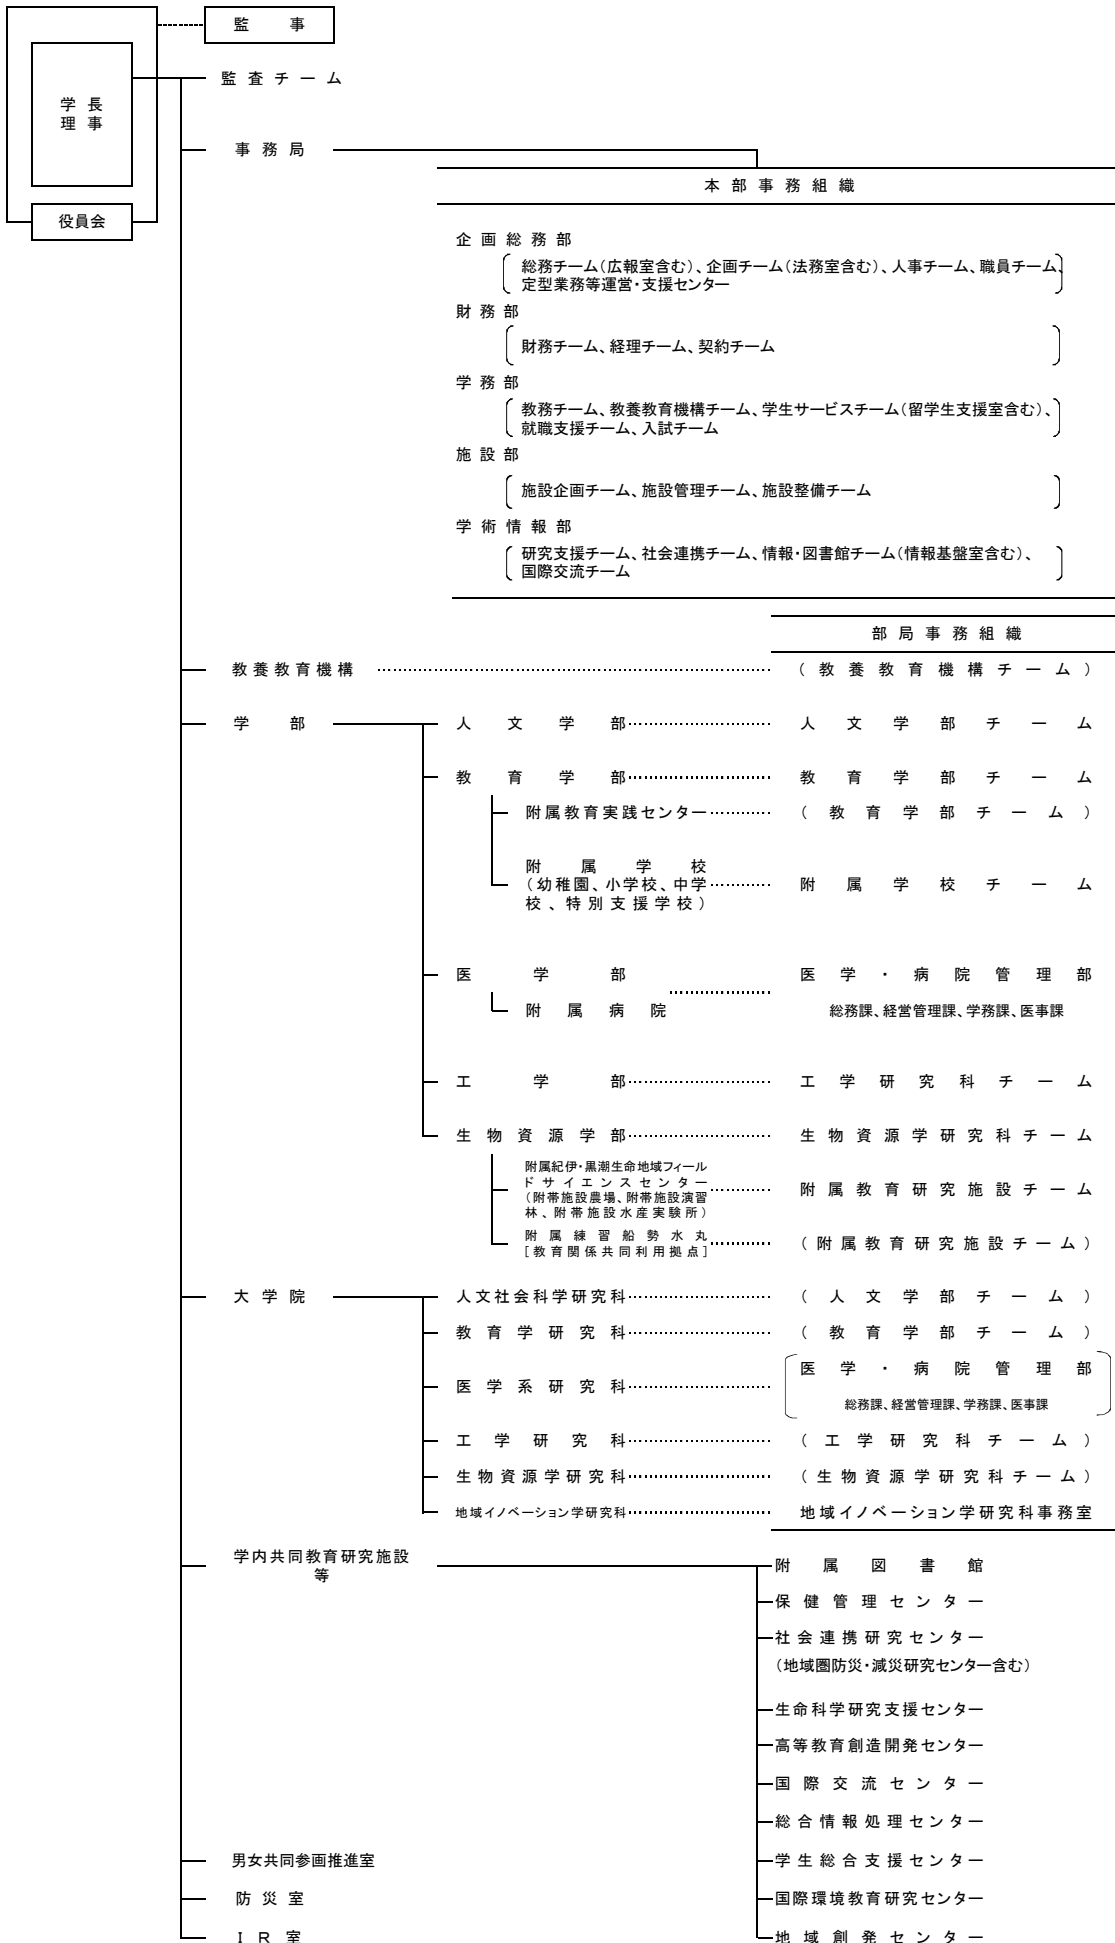 監事
監査チーム
学長
理事
事務局
本部事務組織
役員会
企画総務部
総務チーム(広報室含む)、企画チーム(法務室含む)、人事チーム、職員チーム、
定型業務等運営・支援センター
財務部
財務チーム、経理チーム、契約チーム
学務部
教務チーム、教養教育機構チーム、学生サービスチーム(留学生支援室含む)、
就職支援チーム、入試チーム
施設部
施設企画チーム、施設管理チーム、施設整備チーム
学術情報部
研究支援チーム、社会連携チーム、情報・図書館チーム(情報基盤室含む)、
国際交流チーム
部局事務組織
教養教育機構 (教養教育機構チーム)
学部 人文学部 人文学部チーム
教育学部 教育学部チーム
附属教育実践センター (教育学部チーム)
附属学校
(幼稚園、小学校、中学
校、特別支援学校)
附属学校チーム
医学部 医学・病院管理部
附属病院 総務課、経営管理課、学務課、医事課
工学部 工学研究科チーム
生物資源学部 生物資源学研究科チーム
附属紀伊・黒潮生命地域フィール
ドサイエンスセンター
(附帯施設農場、附帯施設演習
林、附帯施設水産実験所)
附属教育研究施設チーム
附属練習船勢水丸
[教育関係共同利用拠点]
(附属教育研究施設チーム)
大学院 人文社会科学研究科 (人文学部チーム)
教育学研究科 (教育学部チーム)
医学系研究科 医学・病院管理部
総務課、経営管理課、学務課、医事課
工学研究科 (工学研究科チーム)
生物資源学研究科 (生物資源学研究科チーム)
地域イノベーション学研究科 地域イノベーション学研究科事務室
学内共同教育研究施設
等
附属図書館
保健管理センター
社会連携研究センター
(地域圏防災・減災研究センター含む)
生命科学研究支援センター
高等教育創造開発センター
国際交流センター
総合情報処理センター
男女共同参画推進室 学生総合支援センター
防災室 国際環境教育研究センター
ＩＲ室 地域創発センター